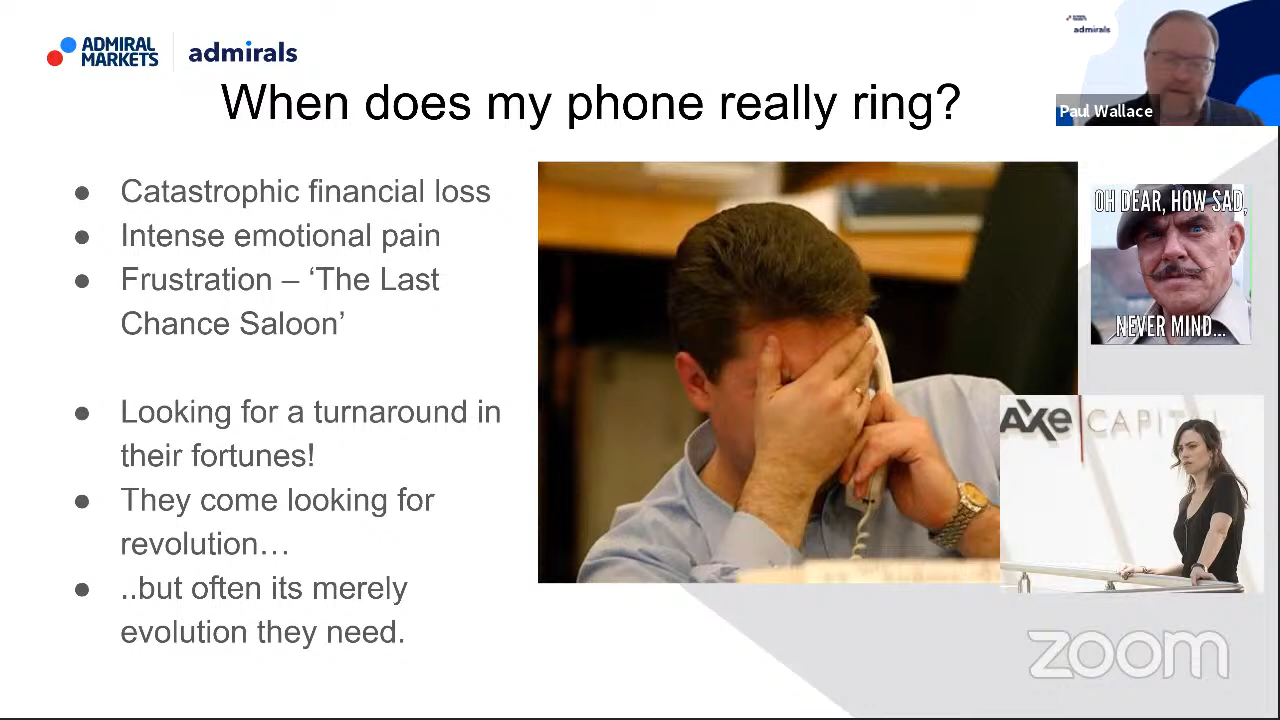 ADMIRAL
MARKETS
admirals
admirals
When does my phone really ring?
Paul Wallace
● Catastrophic financial loss
● Intense emotional pain
● Frustration – ‘The Last
Chance Saloon’
● Looking for a turnaround in
their fortunes!
● They come looking for
revolution…
● ..but often its merely
evolution they need.
OH DEAR, HOW SAD,
NEVER MIND...
AXe CAPITAL
zoom